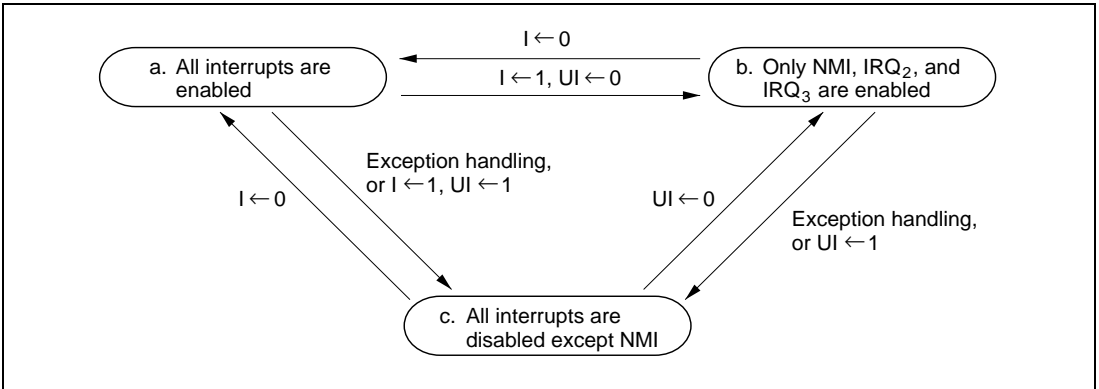 I ← 0
a. All interrupts are
enabled
I ← 1, UI ← 0
b. Only NMI, IRQ₂, and
IRQ₃ are enabled
Exception handling,
or I ← 1, UI ← 1
I ← 0
UI ← 0
Exception handling,
or UI ← 1
c. All interrupts are
disabled except NMI